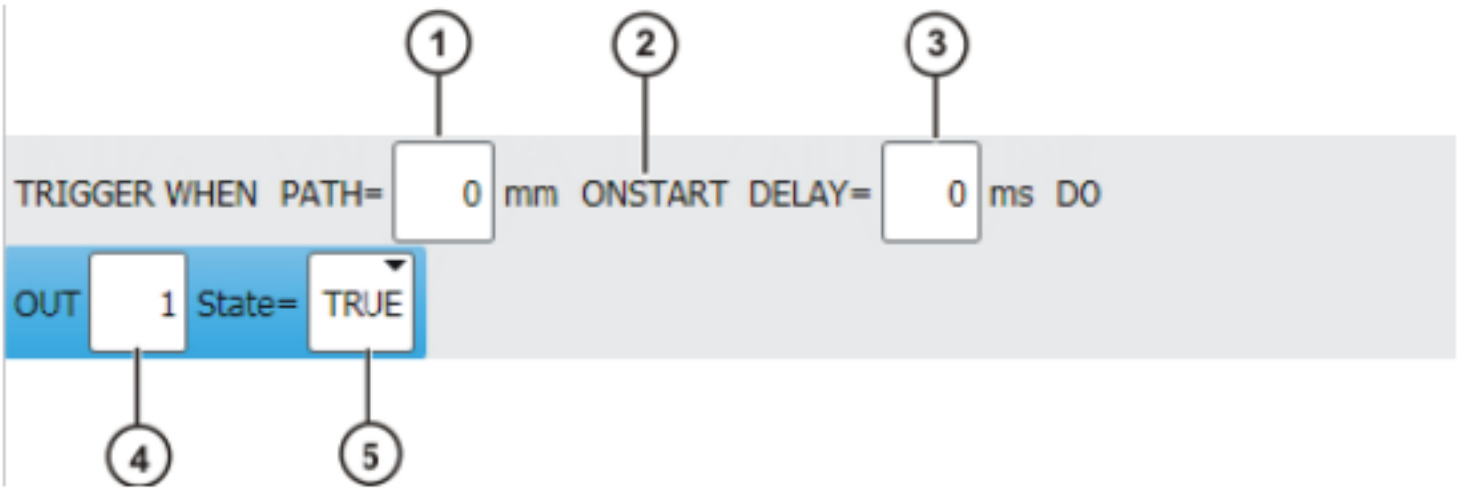 1 2 3
TRIGGER WHEN PATH= 0 mm ONSTART DELAY= 0 ms DO
OUT 1 State= TRUE
4 5